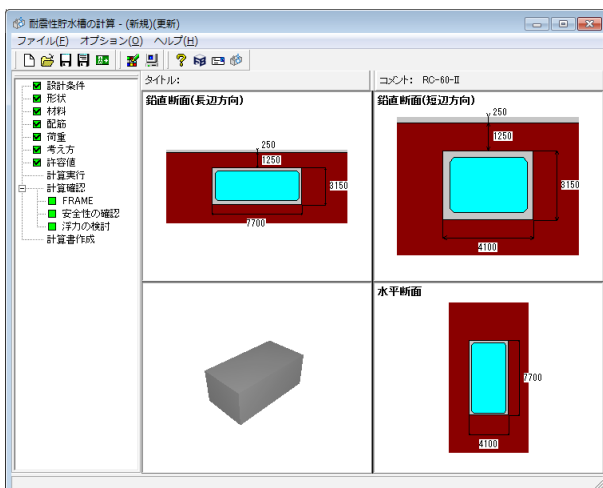 耐震性貯水槽の計算 - (新規)(更新)
ファイル(F) オプション(O) ヘルプ(H)
設計条件
形状
材料
配筋
荷重
考え方
許容値
計算実行
計算確認
FRAME
安全性の確認
浮力の検討
計算書作成
タイトル:
コメント: RC-60-II
鉛直断面(長辺方向)
250
1250
3150
7700
鉛直断面(短辺方向)
250
1250
3150
4100
水平断面
7700
4100